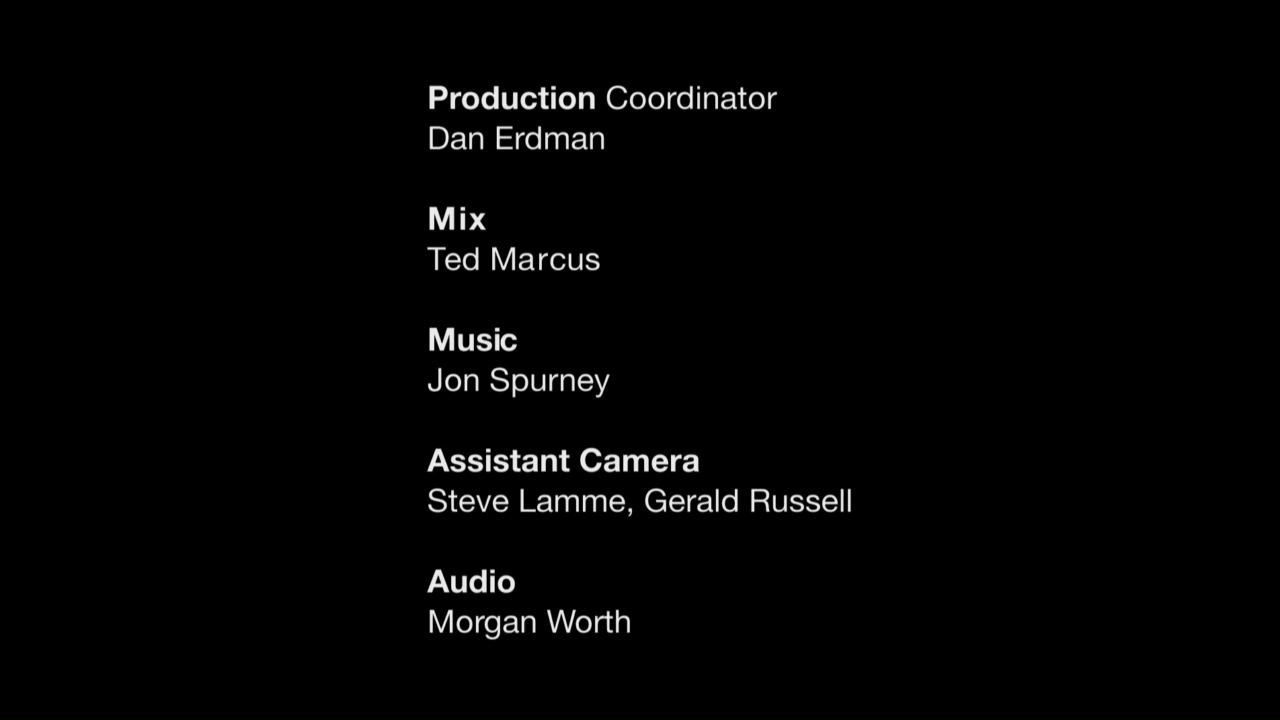 Production Coordinator
Dan Erdman
Mix
Ted Marcus
Music
Jon Spurney
Assistant Camera
Steve Lamme, Gerald Russell
Audio
Morgan Worth